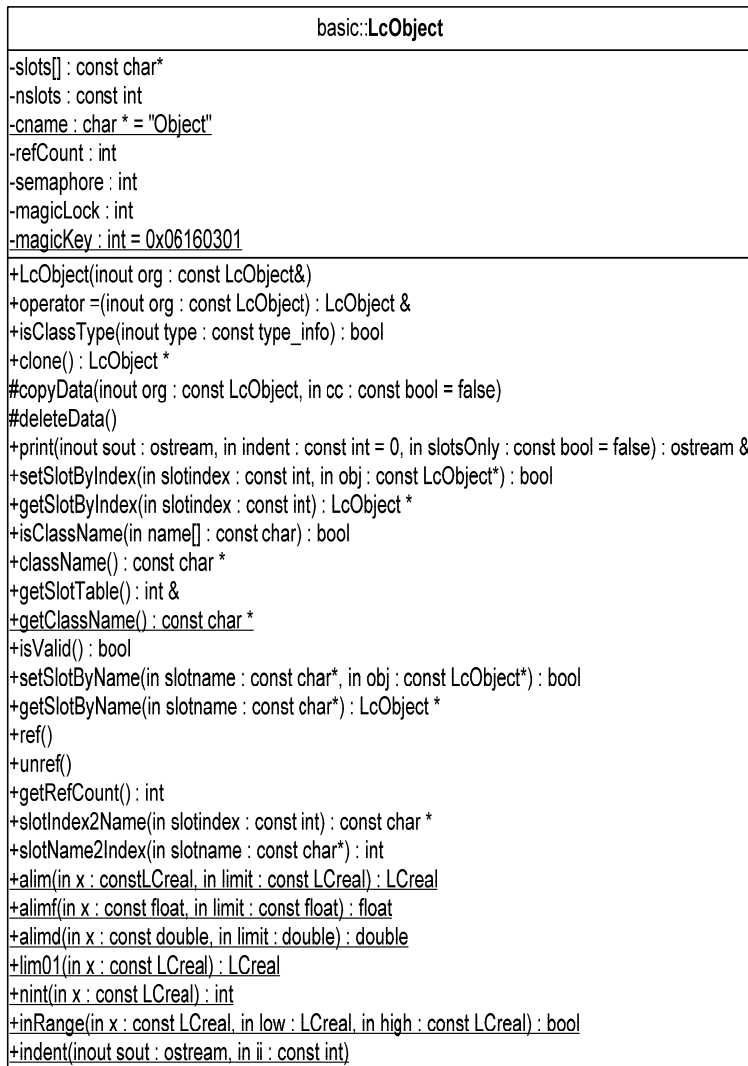 basic::LcObject
-slots[] : const char*
-nslots : const int
-cname : char * = "Object"
-refCount : int
-semaphore : int
-magicLock : int
-magicKey : int = 0x06160301
+LcObject(inout org : const LcObject&)
+operator =(inout org : const LcObject) : LcObject &
+isClassType(inout type : const type_info) : bool
+clone() : LcObject *
#copyData(inout org : const LcObject, in cc : const bool = false)
#deleteData()
+print(inout sout : ostream, in indent : const int = 0, in slotsOnly : const bool = false) : ostream &
+setSlotByIndex(in slotindex : const int, in obj : const LcObject*) : bool
+getSlotByIndex(in slotindex : const int) : LcObject *
+isClassName(in name[] : const char) : bool
+className() : const char *
+getSlotTable() : int &
+getClassName() : const char *
+isValid() : bool
+setSlotByName(in slotname : const char*, in obj : const LcObject*) : bool
+getSlotByName(in slotname : const char*) : LcObject *
+ref()
+unref()
+getRefCount() : int
+slotIndex2Name(in slotindex : const int) : const char *
+slotName2Index(in slotname : const char*) : int
+alim(in x : constLCreal, in limit : const LCreal) : LCreal
+alimf(in x : const float, in limit : const float) : float
+alimd(in x : const double, in limit : double) : double
+lim01(in x : const LCreal) : LCreal
+nint(in x : const LCreal) : int
+inRange(in x : const LCreal, in low : LCreal, in high : const LCreal) : bool
+indent(inout sout : ostream, in ii : const int)